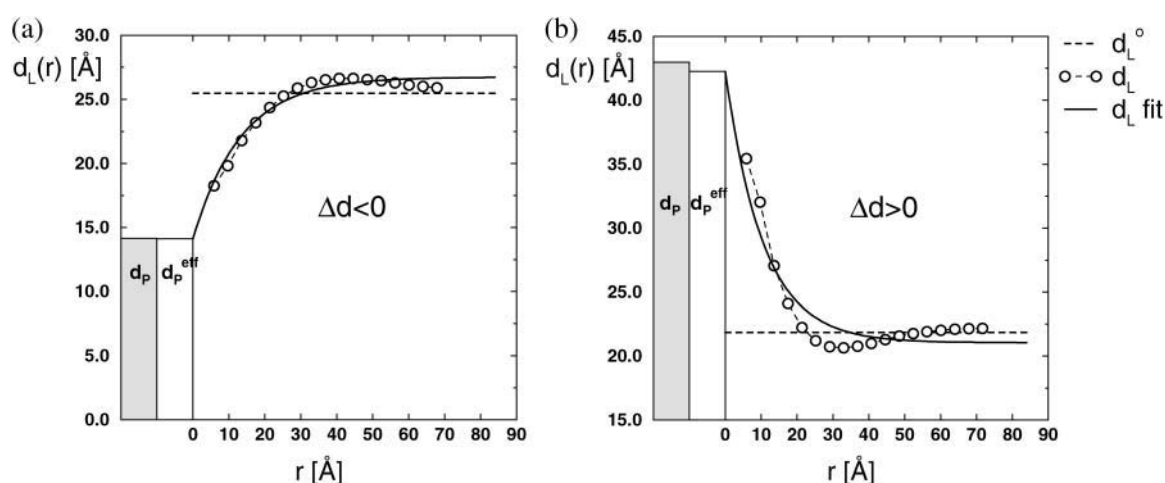 (a)
d_L(r) [Å]
30.0
25.0
20.0
15.0
10.0
5.0
0.0
Δd<0
d_P d_P^eff
0 10 20 30 40 50 60 70 80 90
r [Å]
(b)
d_L(r) [Å]
45.0
40.0
35.0
30.0
25.0
20.0
15.0
Δd>0
d_P d_P^eff
0 10 20 30 40 50 60 70 80 90
r [Å]
d_L^o
d_L
d_L fit